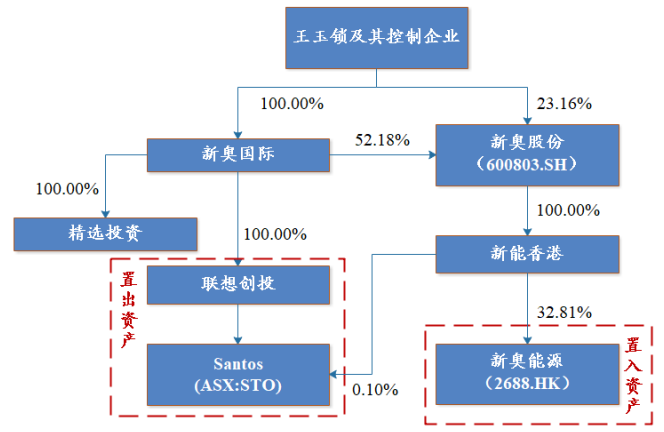 王玉锁及其控制企业
100.00%
23.16%
新奥国际
52.18%
新奥股份
（600803.SH）
100.00%
精选投资
100.00%
100.00%
新能香港
置出资产
联想创投
32.81%
Santos
(ASX:STO)
0.10%
新奥能源
（2688.HK）
置入资产